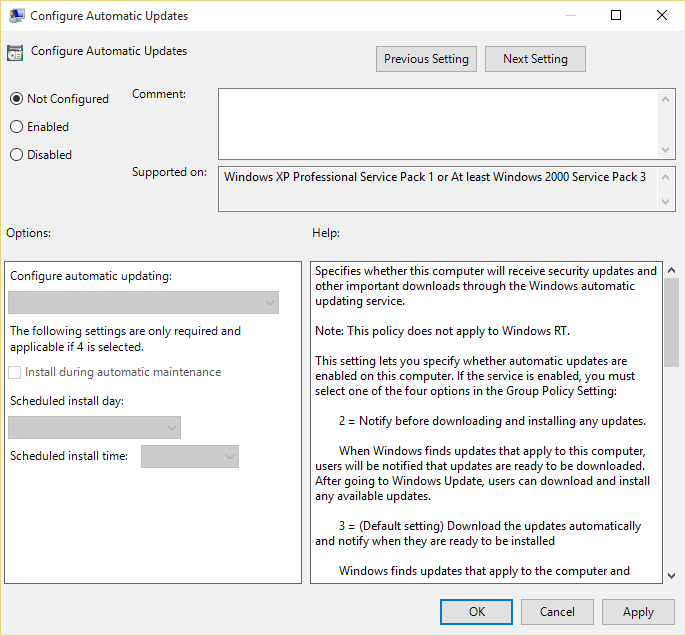 Configure Automatic Updates
Configure Automatic Updates
Previous Setting
Next Setting
Not Configured
Comment:
Enabled
Disabled
Supported on:
Windows XP Professional Service Pack 1 or At least Windows 2000 Service Pack 3
Options:
Help:
Configure automatic updating:
The following settings are only required and
applicable if 4 is selected.
Install during automatic maintenance
Scheduled install day:
Scheduled install time:
Specifies whether this computer will receive security updates and
other important downloads through the Windows automatic
updating service.
Note: This policy does not apply to Windows RT.
This setting lets you specify whether automatic updates are
enabled on this computer. If the service is enabled, you must
select one of the four options in the Group Policy Setting:
2 = Notify before downloading and installing any updates.
When Windows finds updates that apply to this computer,
users will be notified that updates are ready to be downloaded.
After going to Windows Update, users can download and install
any available updates.
3 = (Default setting) Download the updates automatically
and notify when they are ready to be installed
Windows finds updates that apply to the computer and
OK
Cancel
Apply